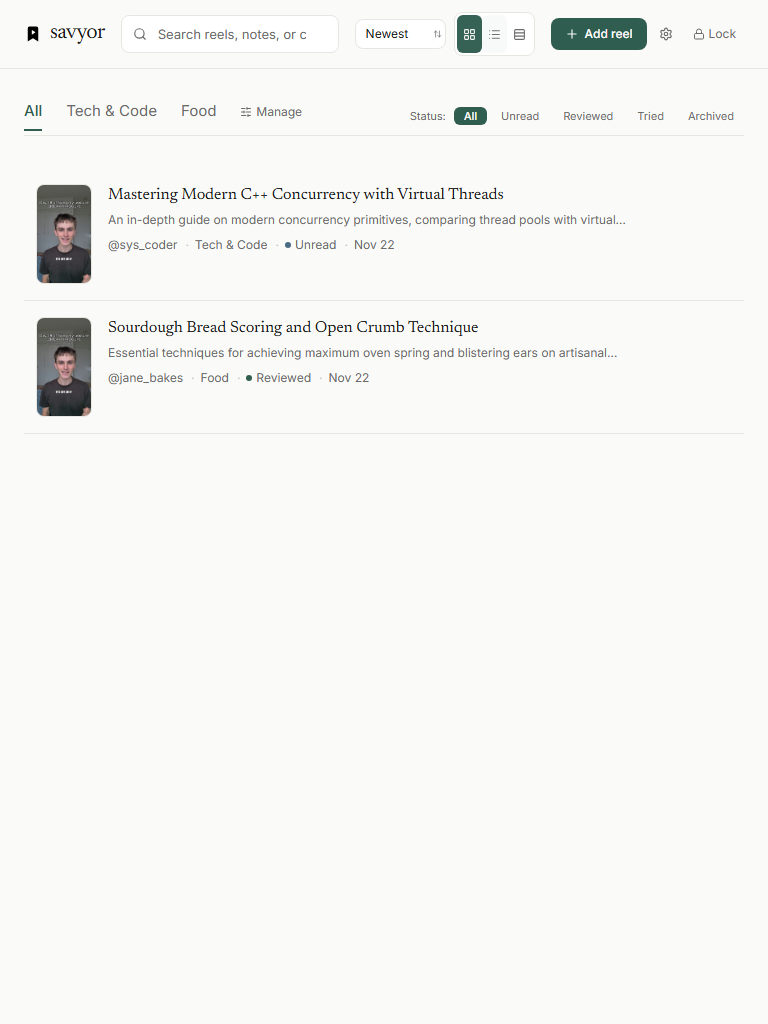 savyor
Search reels, notes, or c
Newest
Add reel
Lock
All
Tech & Code
Food
Manage
Status:
All
Unread
Reviewed
Tried
Archived
Mastering Modern C++ Concurrency with Virtual Threads
An in-depth guide on modern concurrency primitives, comparing thread pools with virtual...
@sys_coder · Tech & Code · Unread · Nov 22
Sourdough Bread Scoring and Open Crumb Technique
Essential techniques for achieving maximum oven spring and blistering ears on artisanal...
@jane_bakes · Food · Reviewed · Nov 22